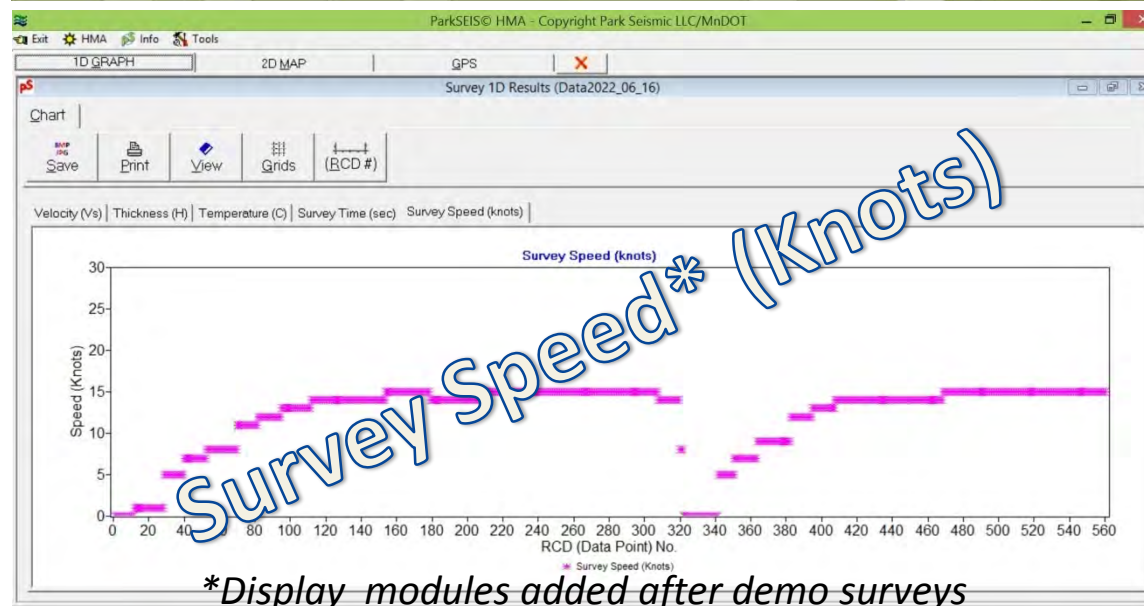 ParkSEIS© HMA - Copyright Park Seismic LLC/MnDOT
Exit HMA Info Tools
1D GRAPH 2D MAP GPS X
pS Survey 1D Results (Data2022_06_16)
Chart
BMP JPG
Save Print View Grids (RCD #)
Velocity (Vs) Thickness (H) Temperature (C) Survey Time (sec) Survey Speed (knots)
Survey Speed (knots)
Survey Speed* (Knots)
Speed (Knots)
30
25
20
15
10
5
0
0 20 40 60 80 100 120 140 160 180 200 220 240 260 280 300 320 340 360 380 400 420 440 460 480 500 520 540 560
RCD (Data Point) No.
Survey Speed (Knots)
*Display modules added after demo surveys